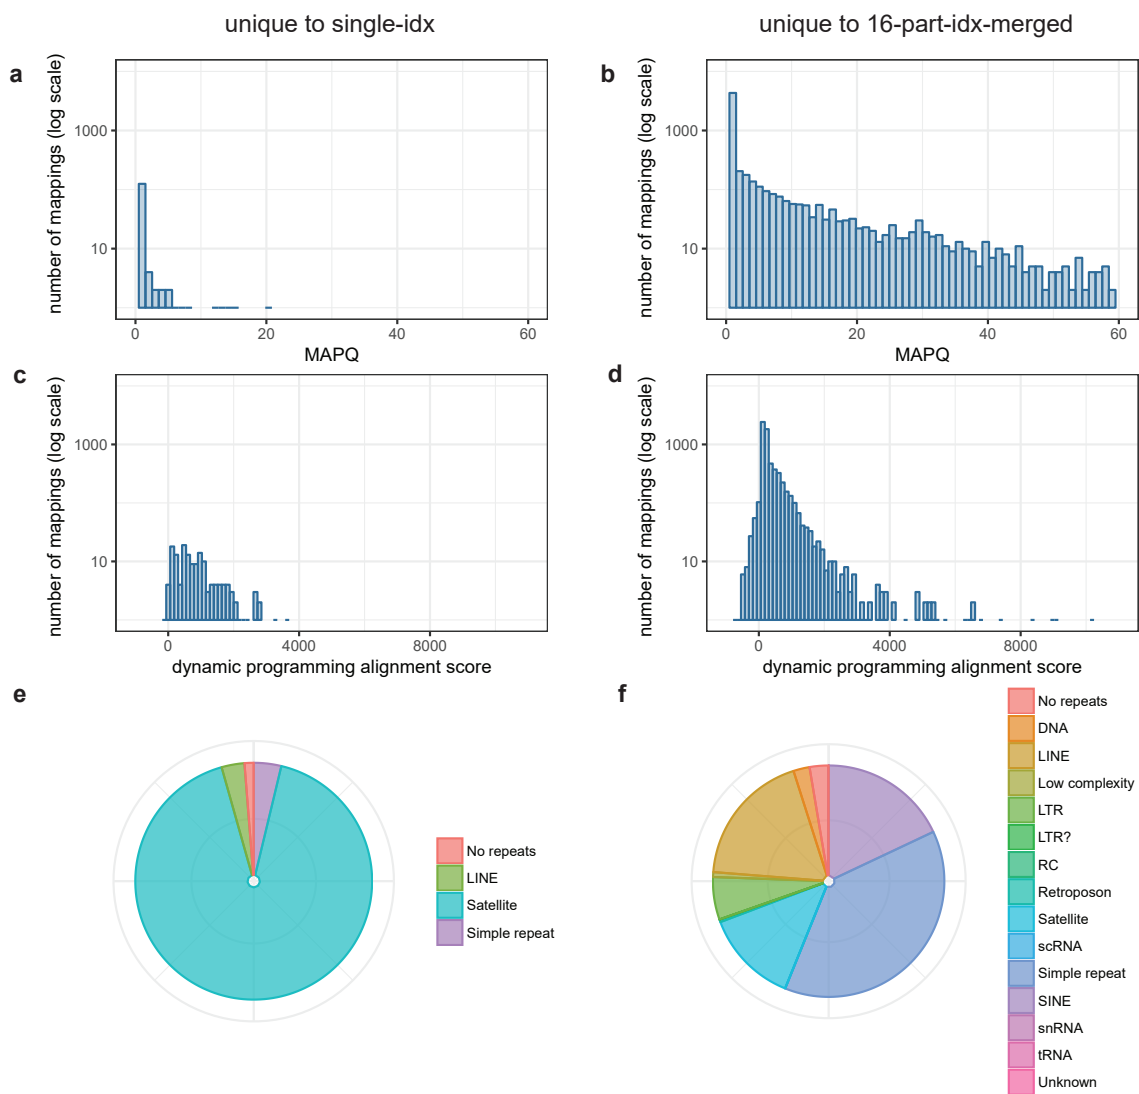 unique to single-idx
unique to 16-part-idx-merged
a
number of mappings (log scale)
1000
10
0
20
40
60
MAPQ
b
number of mappings (log scale)
1000
10
0
20
40
60
MAPQ
c
number of mappings (log scale)
1000
10
0
4000
8000
dynamic programming alignment score
d
number of mappings (log scale)
1000
10
0
4000
8000
dynamic programming alignment score
e
No repeats
LINE
Satellite
Simple repeat
f
No repeats
DNA
LINE
Low complexity
LTR
LTR?
RC
Retroposon
Satellite
scRNA
Simple repeat
SINE
snRNA
tRNA
Unknown